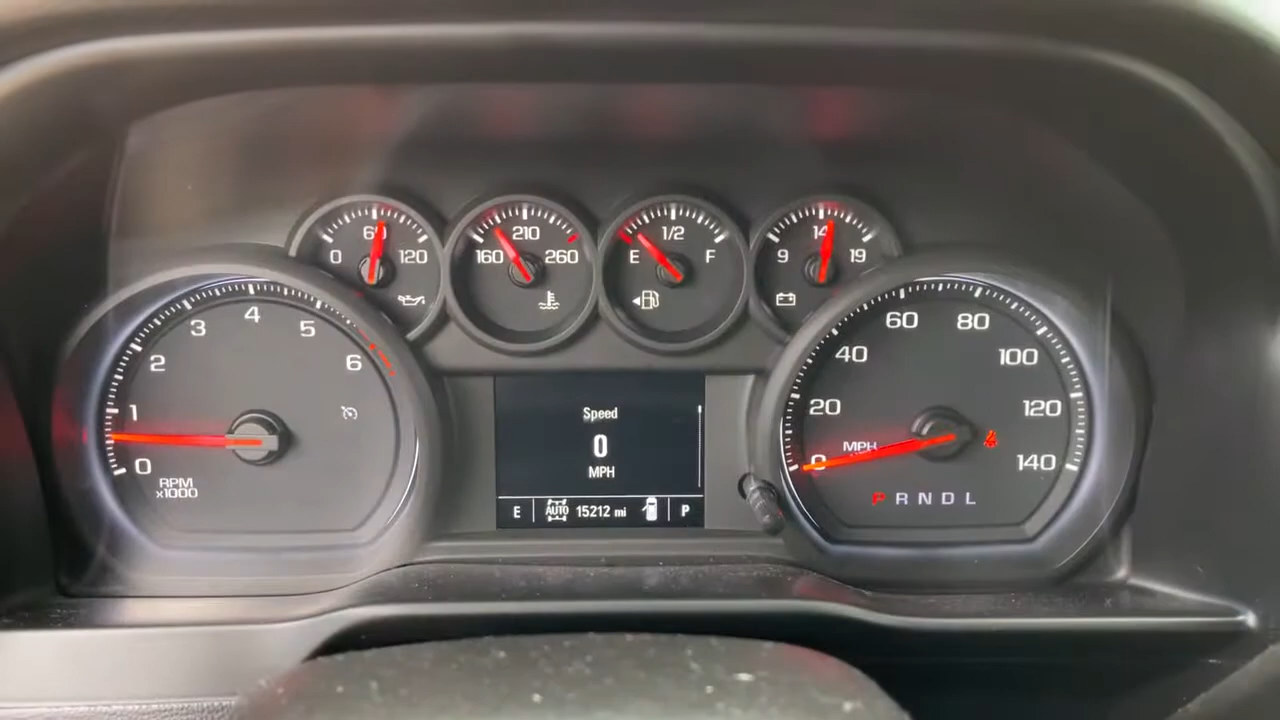 0 60 120
160 210 260
E 1/2 F
9 14 19
0 1 2 3 4 5 6
RPM
x1000
Speed
0
MPH
E AUTO 15212 mi P
0 20 40 60 80 100 120 140
MPH
P R N D L